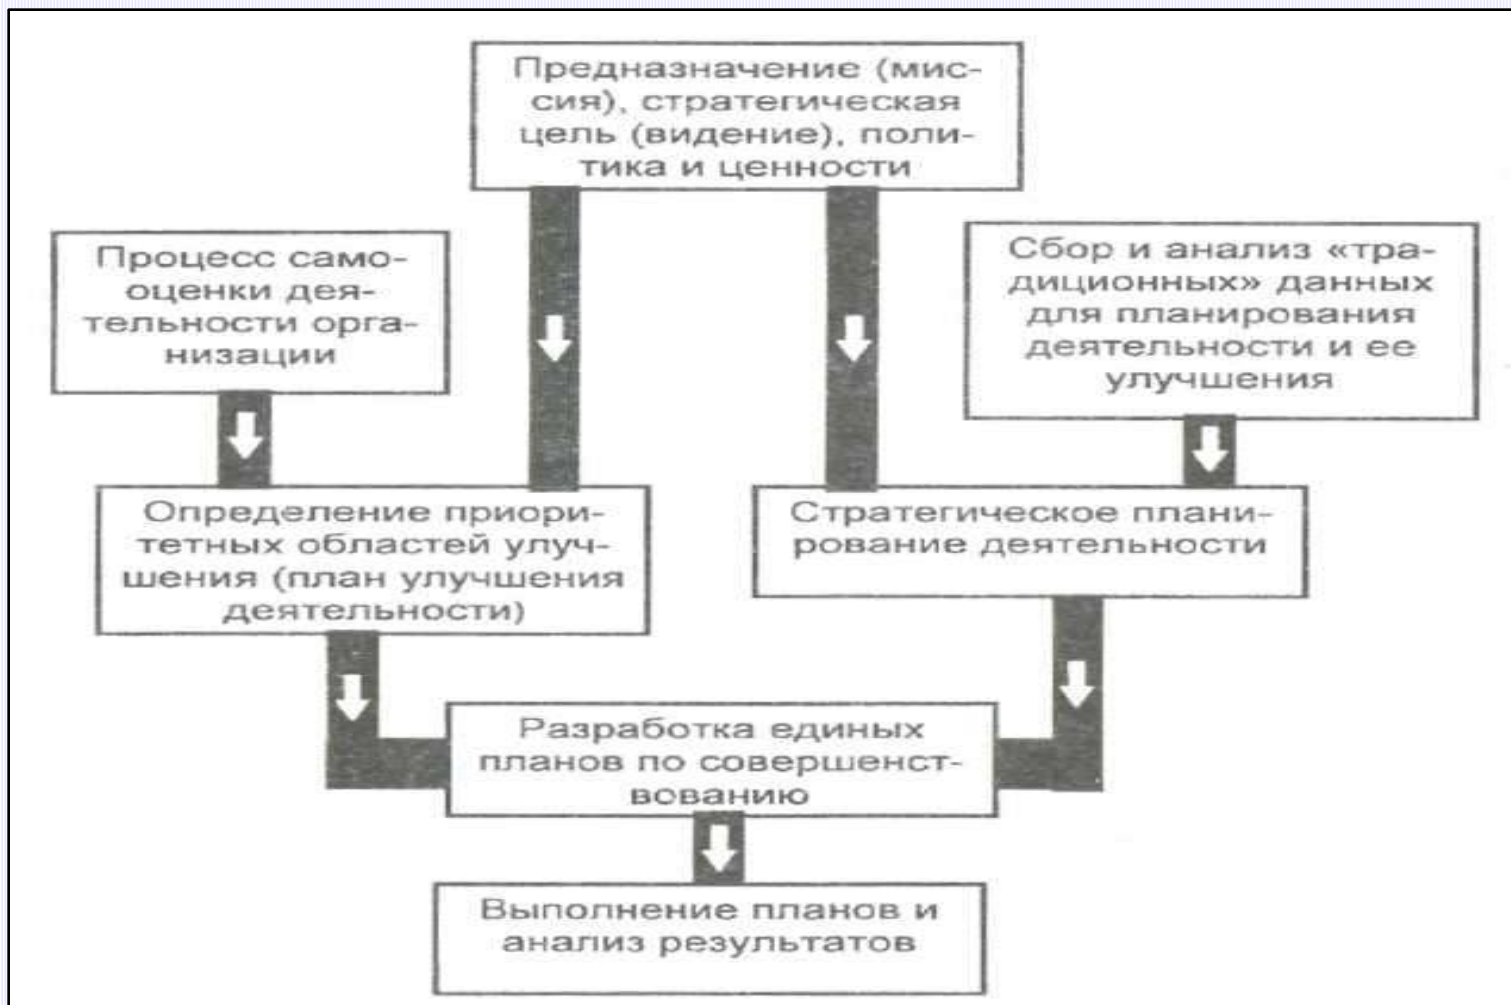 Предназначение (мис-
сия), стратегическая
цель (видение), поли-
тика и ценности
Процесс само-
оценки дея-
тельности орга-
низации
Сбор и анализ «тра-
диционных» данных
для планирования
деятельности и ее
улучшения
Определение приори-
тетных областей улуч-
шения (план улучшения
деятельности)
Стратегическое плани-
рование деятельности
Разработка единых
планов по совершенст-
вованию
Выполнение планов и
анализ результатов